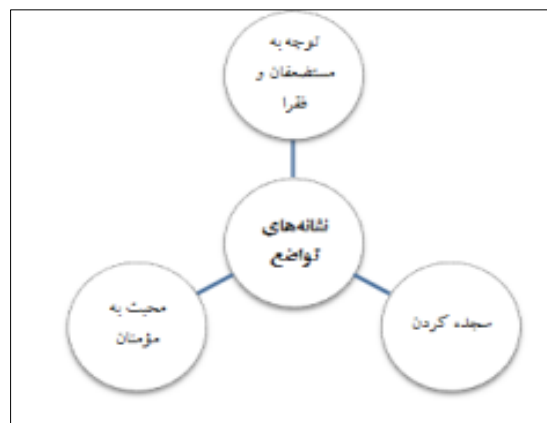 توجه به
مستضعفان و
فقرا
نشانه‌های
تواضع
محبت به
مؤمنان
سجده کردن